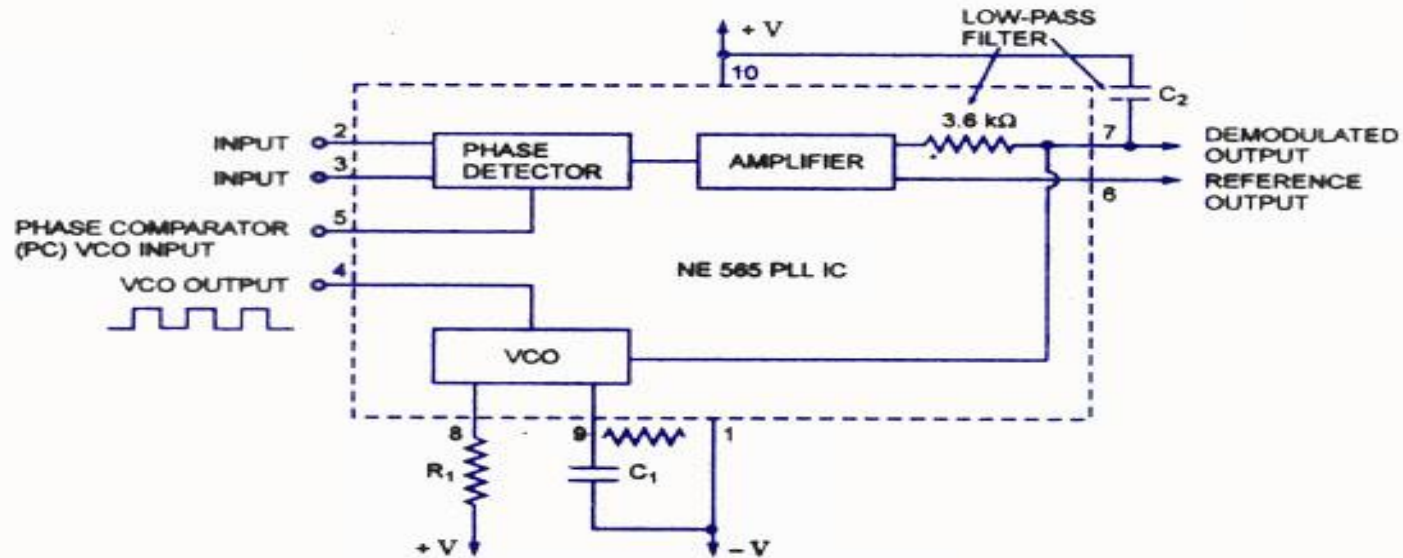 LOW-PASS
FILTER
+ V
10
C2
3.6 kΩ
7
DEMODULATED
OUTPUT
INPUT
2
PHASE
DETECTOR
AMPLIFIER
INPUT
3
REFERENCE
OUTPUT
6
5
PHASE COMPARATOR
(PC) VCO INPUT
4
NE 565 PLL IC
VCO OUTPUT
VCO
8
9
1
R1
C1
+ V
– V